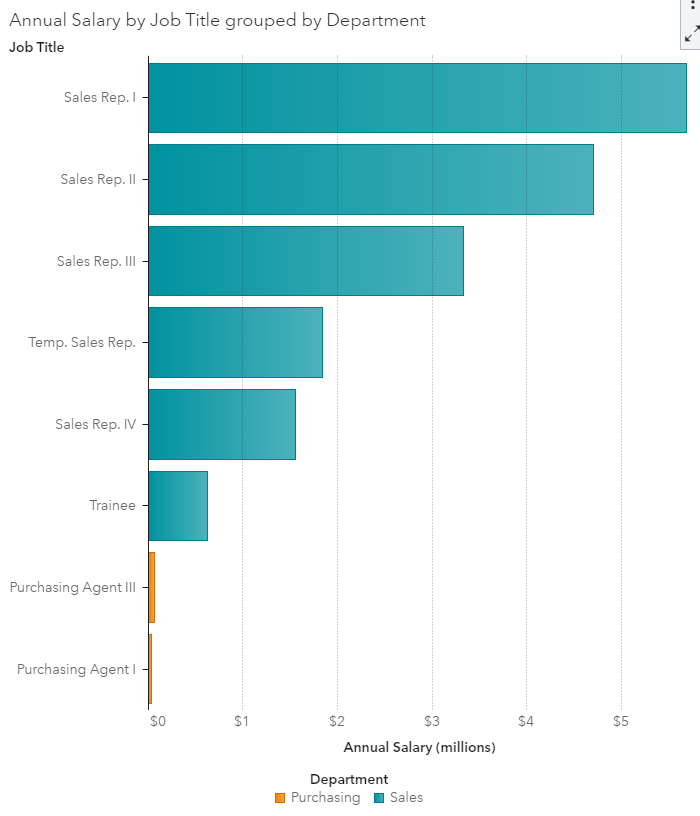 Annual Salary by Job Title grouped by Department
Job Title
Sales Rep. I
Sales Rep. II
Sales Rep. III
Temp. Sales Rep.
Sales Rep. IV
Trainee
Purchasing Agent III
Purchasing Agent I
$0 $1 $2 $3 $4 $5
Annual Salary (millions)
Department
Purchasing Sales